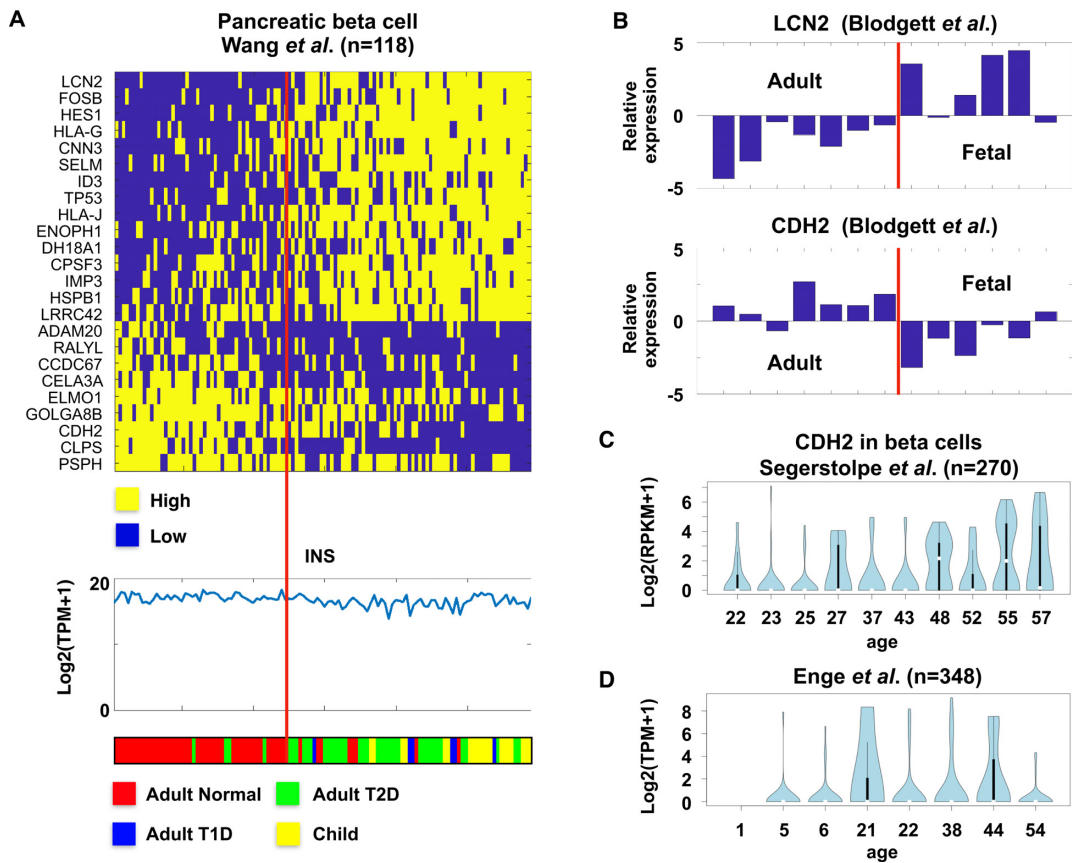 A
Pancreatic beta cell
Wang et al. (n=118)
LCN2
FOSB
HES1
HLA-G
CNN3
SELM
ID3
TP53
HLA-J
ENOPH1
DH18A1
CPSF3
IMP3
HSPB1
LRRC42
ADAM20
RALYL
CCDC67
CELA3A
ELMO1
GOLGA8B
CDH2
CLPS
PSPH
High
Low
INS
Log2(TPM+1)
20
0
Adult Normal
Adult T2D
Adult T1D
Child
B
LCN2 (Blodgett et al.)
Relative expression
5
0
-5
Adult
Fetal
CDH2 (Blodgett et al.)
Relative expression
5
0
-5
Fetal
Adult
C
CDH2 in beta cells
Segerstolpe et al. (n=270)
Log2(RPKM+1)
6
4
2
0
22 23 25 27 37 43 48 52 55 57
age
D
Enge et al. (n=348)
Log2(TPM+1)
8
6
4
2
0
1 5 6 21 22 38 44 54
age